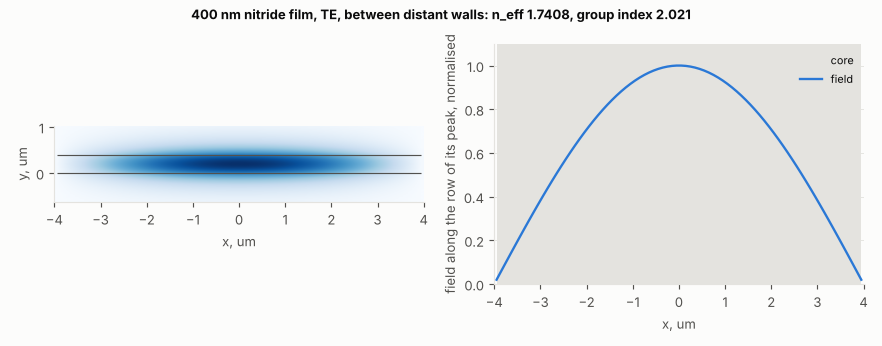 400 nm nitride film, TE, between distant walls: n_eff 1.7408, group index 2.021
y, um
1
0
−4 −3 −2 −1 0 1 2 3 4
x, um
field along the row of its peak, normalised
1.0
0.8
0.6
0.4
0.2
0.0
core
field
−4 −3 −2 −1 0 1 2 3 4
x, um